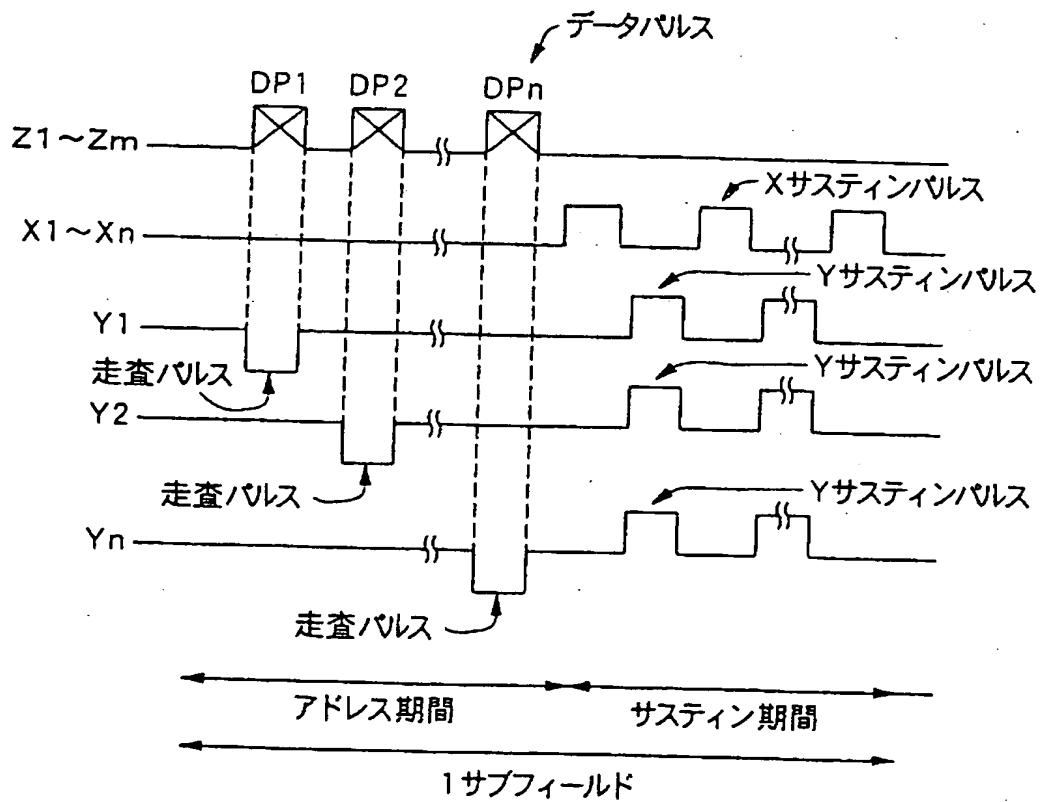 データパルス
DP1 DP2 DPn
Z1～Zm
Xサスティンパルス
X1～Xn
Yサスティンパルス
Y1
走査パルス
Yサスティンパルス
Y2
走査パルス
Yサスティンパルス
Yn
走査パルス
アドレス期間 サスティン期間
1サブフィールド